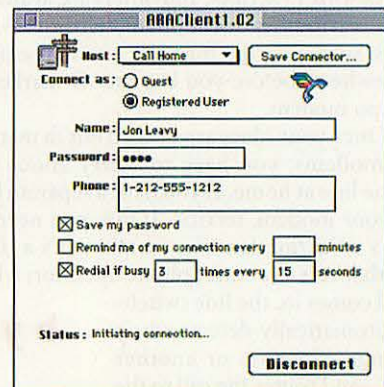 ARAClient1.02
Host: Call Home Save Connector...
Connect as: Guest
Registered User
Name: Jon Leavy
Password: ••••
Phone: 1-212-555-1212
Save my password
Remind me of my connection every minutes
Redial if busy 3 times every 15 seconds
Status: Initiating connection...
Disconnect